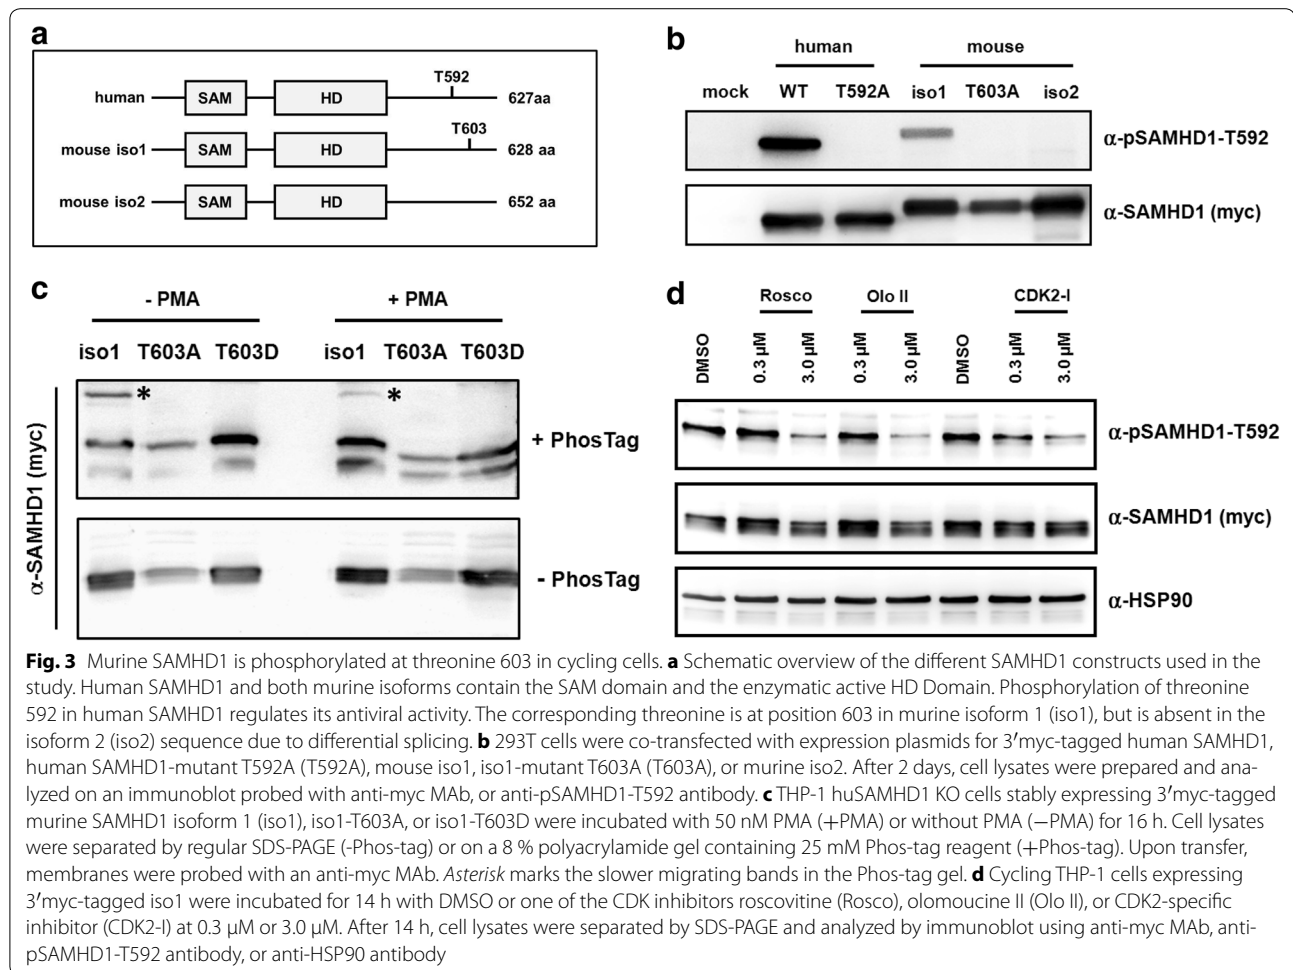 a
T592
human SAM HD 627aa
T603
mouse iso1 SAM HD 628 aa
mouse iso2 SAM HD 652 aa
b
human mouse
mock WT T592A iso1 T603A iso2
α-pSAMHD1-T592
α-SAMHD1 (myc)
c
- PMA + PMA
iso1 T603A T603D iso1 T603A T603D
* *
+ PhosTag
- PhosTag
α-SAMHD1 (myc)
d
Rosco Olo II CDK2-I
DMSO 0.3 µM 3.0 µM 0.3 µM 3.0 µM DMSO 0.3 µM 3.0 µM
α-pSAMHD1-T592
α-SAMHD1 (myc)
α-HSP90
Fig. 3 Murine SAMHD1 is phosphorylated at threonine 603 in cycling cells. a Schematic overview of the different SAMHD1 constructs used in the
study. Human SAMHD1 and both murine isoforms contain the SAM domain and the enzymatic active HD Domain. Phosphorylation of threonine
592 in human SAMHD1 regulates its antiviral activity. The corresponding threonine is at position 603 in murine isoform 1 (iso1), but is absent in the
isoform 2 (iso2) sequence due to differential splicing. b 293T cells were co-transfected with expression plasmids for 3′myc-tagged human SAMHD1,
human SAMHD1-mutant T592A (T592A), mouse iso1, iso1-mutant T603A (T603A), or murine iso2. After 2 days, cell lysates were prepared and ana-
lyzed on an immunoblot probed with anti-myc MAb, or anti-pSAMHD1-T592 antibody. c THP-1 huSAMHD1 KO cells stably expressing 3′myc-tagged
murine SAMHD1 isoform 1 (iso1), iso1-T603A, or iso1-T603D were incubated with 50 nM PMA (+PMA) or without PMA (−PMA) for 16 h. Cell lysates
were separated by regular SDS-PAGE (-Phos-tag) or on a 8 % polyacrylamide gel containing 25 mM Phos-tag reagent (+Phos-tag). Upon transfer,
membranes were probed with an anti-myc MAb. Asterisk marks the slower migrating bands in the Phos-tag gel. d Cycling THP-1 cells expressing
3′myc-tagged iso1 were incubated for 14 h with DMSO or one of the CDK inhibitors roscovitine (Rosco), olomoucine II (Olo II), or CDK2-specific
inhibitor (CDK2-I) at 0.3 µM or 3.0 µM. After 14 h, cell lysates were separated by SDS-PAGE and analyzed by immunoblot using anti-myc MAb, anti-
pSAMHD1-T592 antibody, or anti-HSP90 antibody